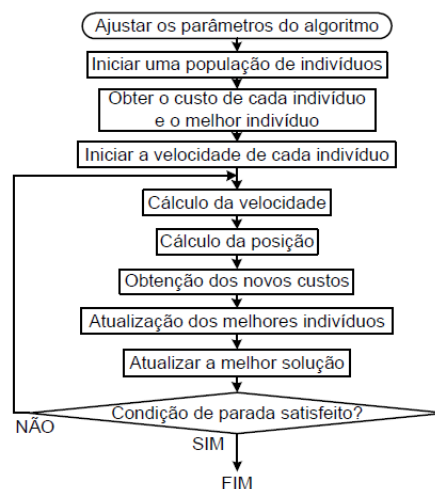 Ajustar os parâmetros do algoritmo
Iniciar uma população de indivíduos
Obter o custo de cada indivíduo
e o melhor indivíduo
Iniciar a velocidade de cada indivíduo
Cálculo da velocidade
Cálculo da posição
Obtenção dos novos custos
Atualização dos melhores indivíduos
Atualizar a melhor solução
Condição de parada satisfeito?
NÃO
SIM
FIM